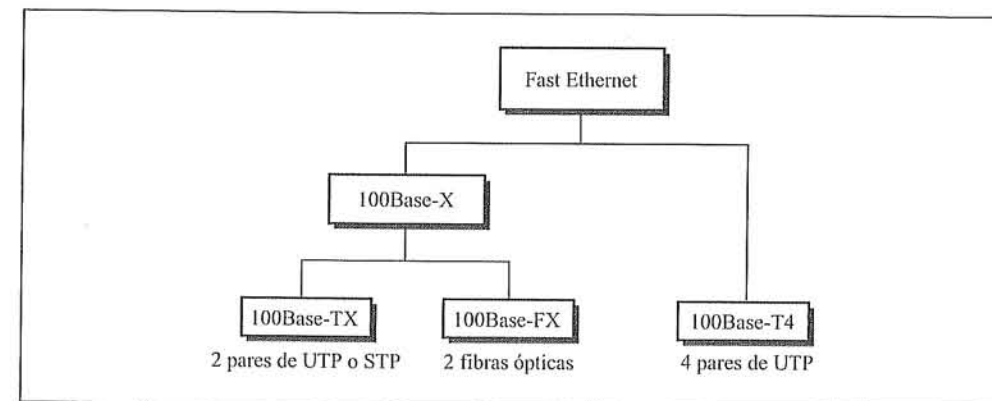 Fast Ethernet
100Base-X
100Base-TX
100Base-FX
100Base-T4
2 pares de UTP o STP
2 fibras ópticas
4 pares de UTP